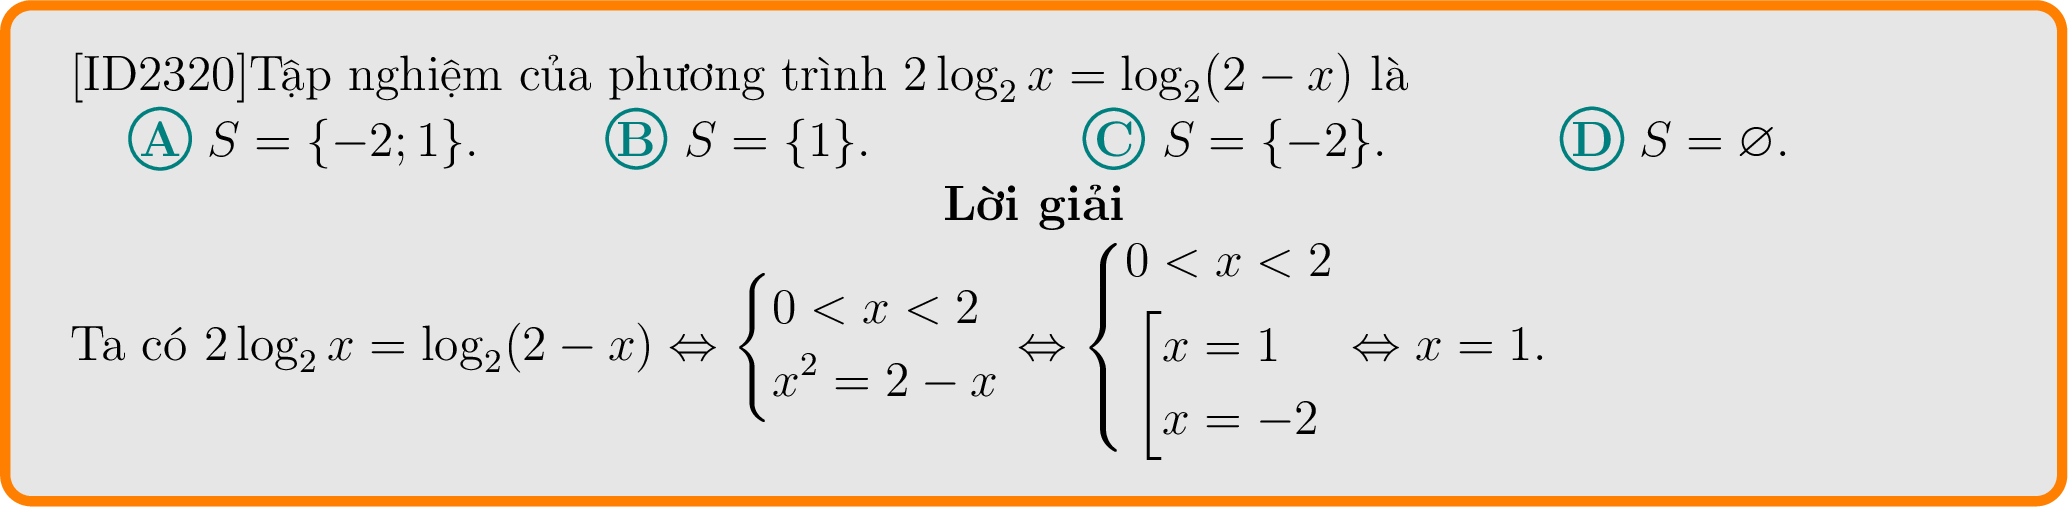 [ID2320]Tập nghiệm của phương trình $2\log_2 x = \log_2(2 - x)$ là
Ⓐ $S = \{-2; 1\}$. Ⓑ $S = \{1\}$. Ⓒ $S = \{-2\}$. Ⓓ $S = \varnothing$.
Lời giải
Ta có $2\log_2 x = \log_2(2 - x) \Leftrightarrow \begin{cases} 0 < x < 2 \\ x^2 = 2 - x \end{cases} \Leftrightarrow \begin{cases} 0 < x < 2 \\ \left[\begin{array}{l} x = 1 \\ x = -2 \end{array}\right. \end{cases} \Leftrightarrow x = 1.$